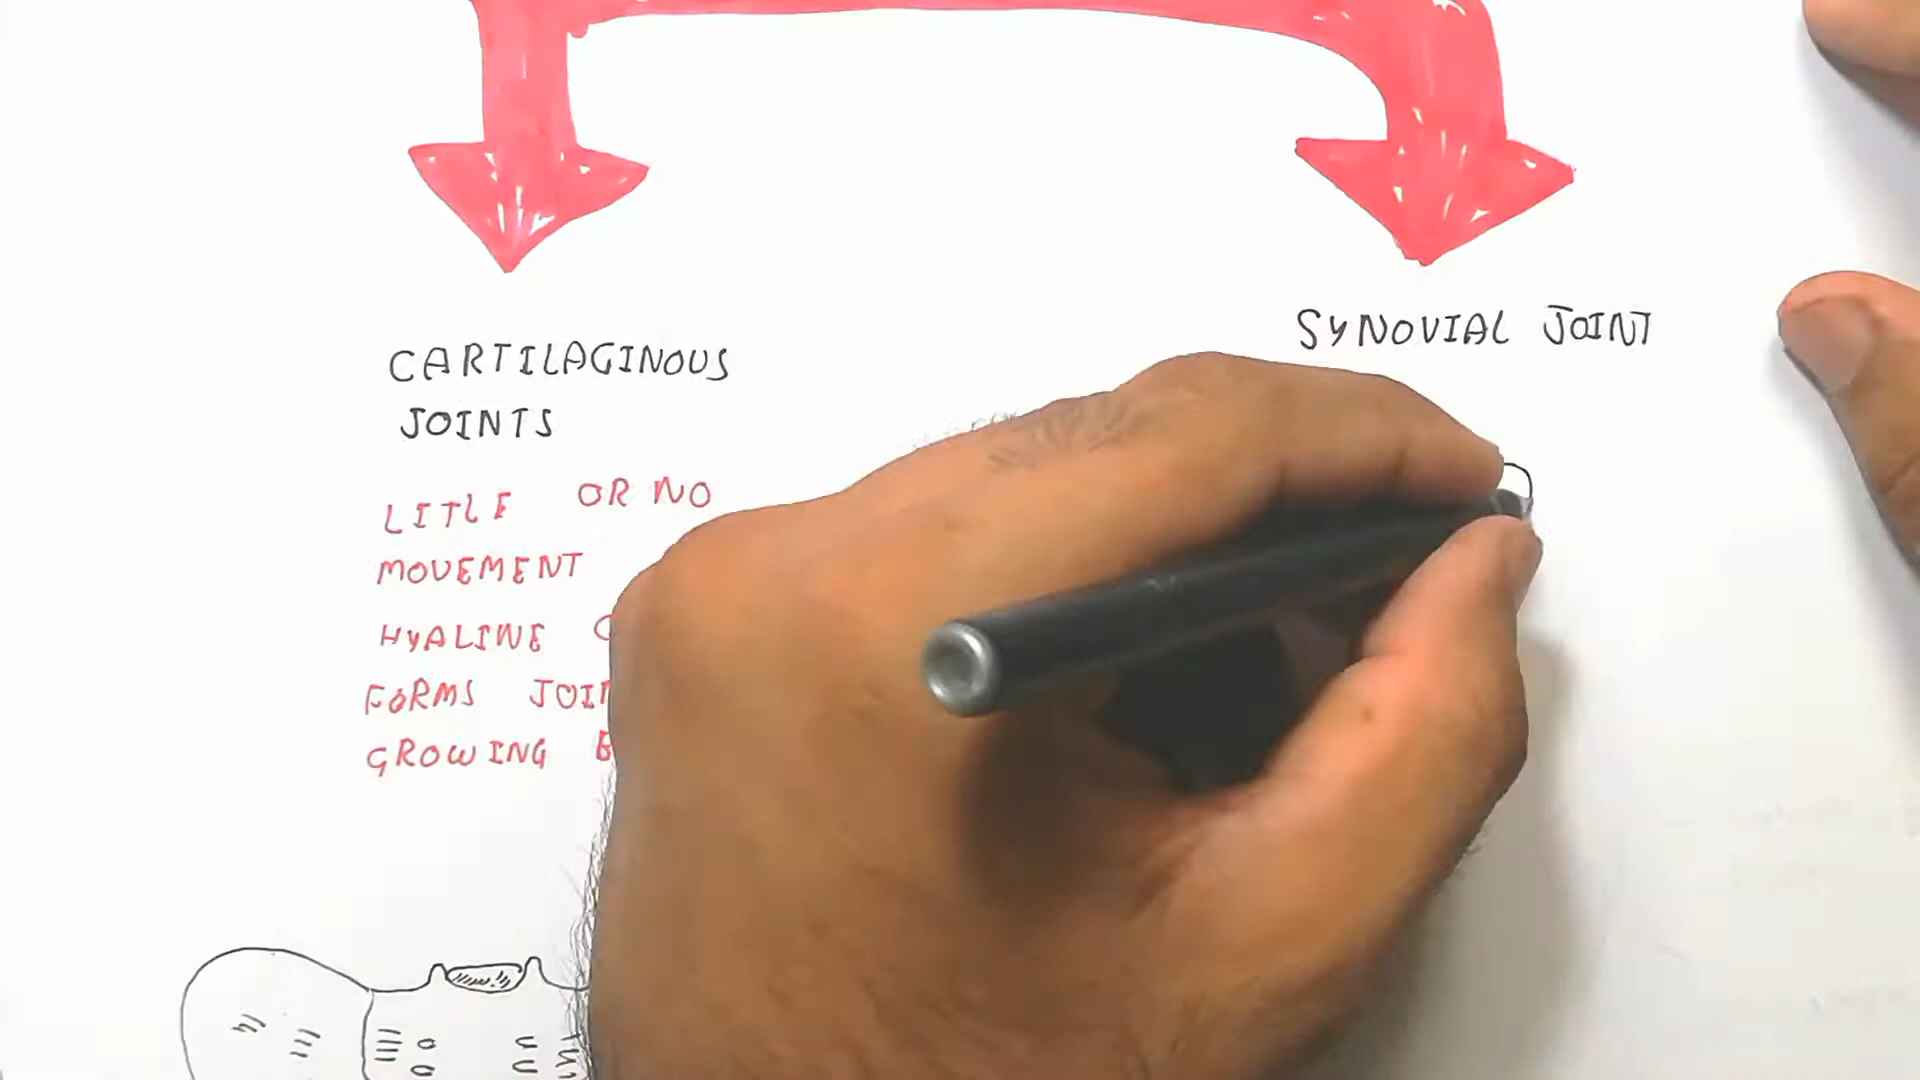 CARTILAGINOUS
JOINTS
LITLE OR NO
MOVEMENT
HYALINE
FORMS
GROWING
SYNOVIAL JOINT